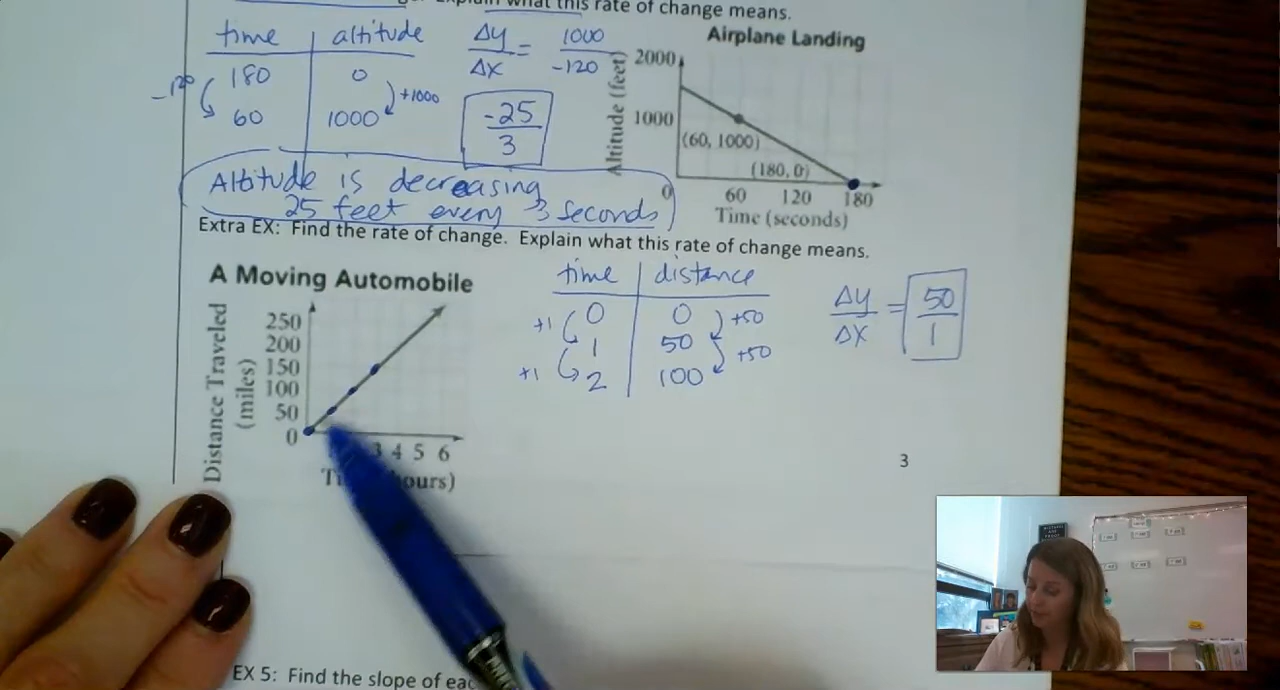 what this rate of change means.
time altitude
180 0
60 1000
-120
+1000
Δy/Δx = 1000/-120
-25/3
Altitude is decreasing
25 feet every 3 seconds
Airplane Landing
Altitude (feet)
2000
1000
0
(60, 1000)
(180, 0)
60 120 180
Time (seconds)
Extra EX: Find the rate of change. Explain what this rate of change means.
A Moving Automobile
Distance Traveled
(miles)
250
200
150
100
50
0
3 4 5 6
time distance
0 0
1 50
2 100
+1
+1
+50
+50
Δy/Δx = 50/1
3
EX 5: Find the slope of